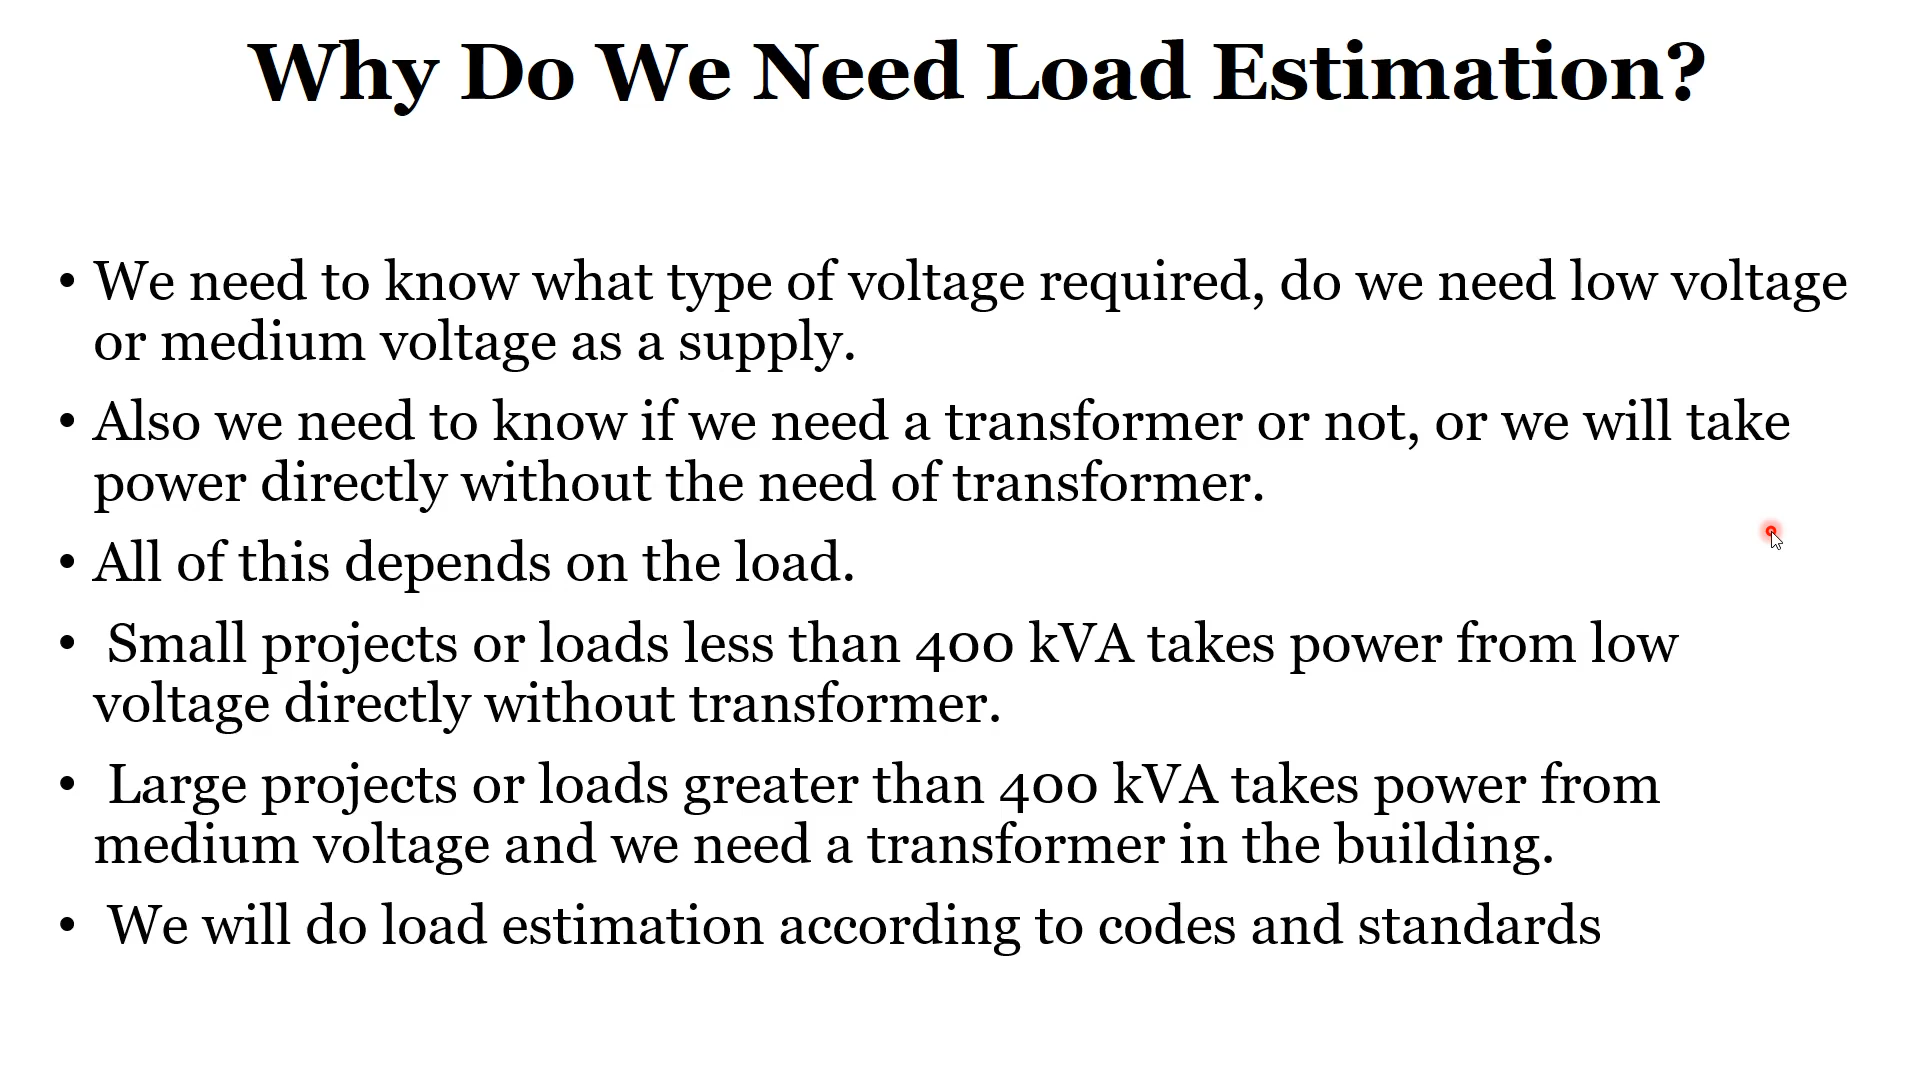 Why Do We Need Load Estimation?
• We need to know what type of voltage required, do we need low voltage
or medium voltage as a supply.
• Also we need to know if we need a transformer or not, or we will take
power directly without the need of transformer.
• All of this depends on the load.
• Small projects or loads less than 400 kVA takes power from low
voltage directly without transformer.
• Large projects or loads greater than 400 kVA takes power from
medium voltage and we need a transformer in the building.
• We will do load estimation according to codes and standards